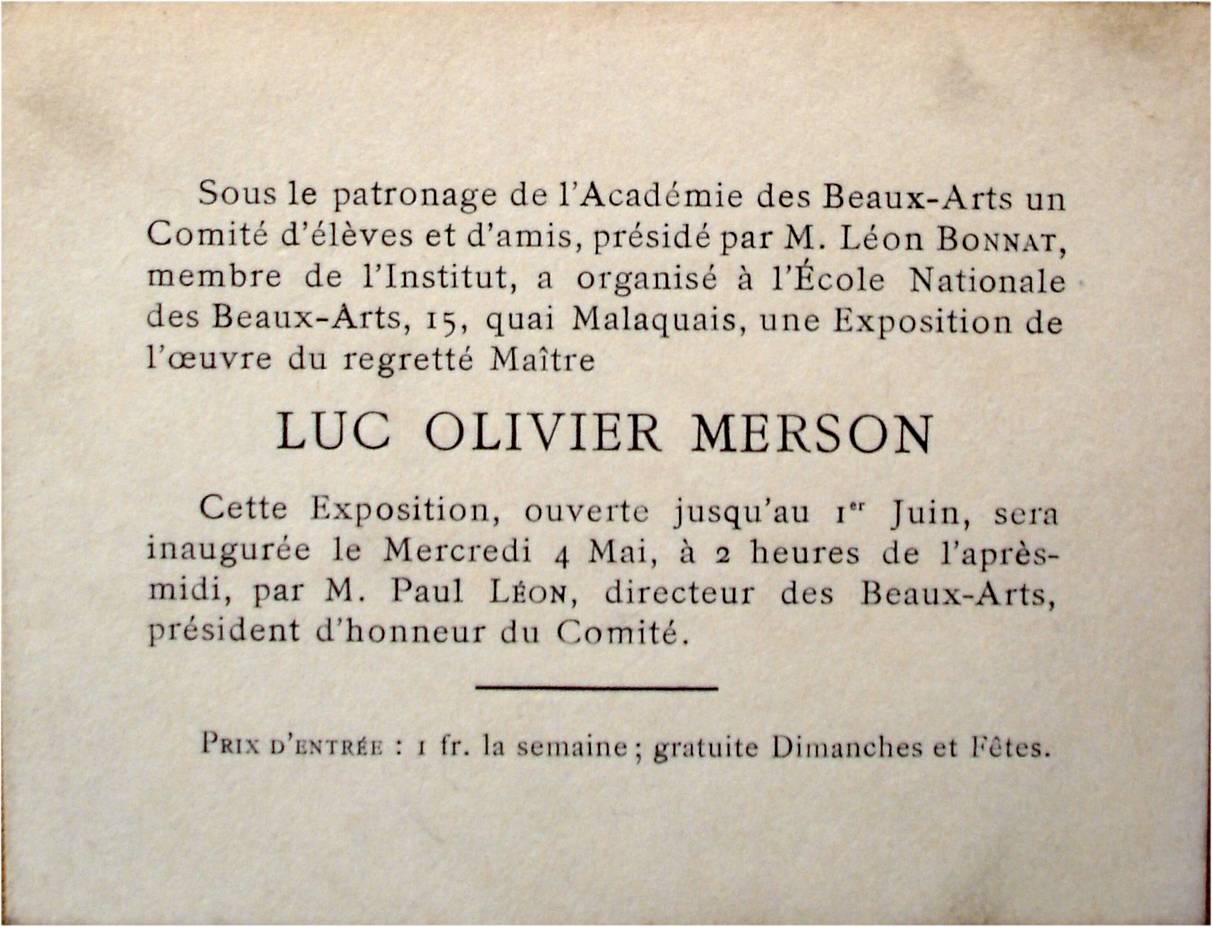 Sous le patronage de l'Académie des Beaux-Arts un
Comité d'élèves et d'amis, présidé par M. Léon BONNAT,
membre de l'Institut, a organisé à l'École Nationale
des Beaux-Arts, 15, quai Malaquais, une Exposition de
l'œuvre du regretté Maître
LUC OLIVIER MERSON
Cette Exposition, ouverte jusqu'au 1er Juin, sera
inaugurée le Mercredi 4 Mai, à 2 heures de l'après-
midi, par M. Paul LÉON, directeur des Beaux-Arts,
président d'honneur du Comité.
PRIX D'ENTRÉE : 1 fr. la semaine ; gratuite Dimanches et Fêtes.